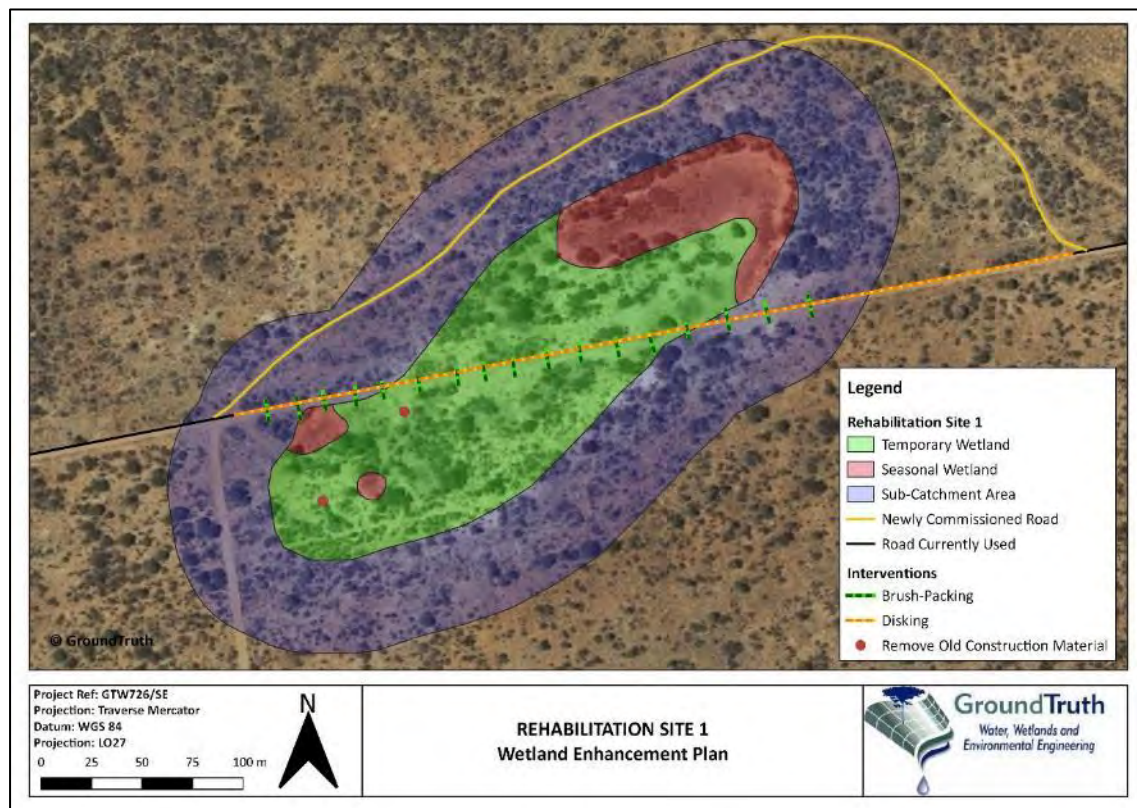 Legend
Rehabilitation Site 1
Temporary Wetland
Seasonal Wetland
Sub-Catchment Area
Newly Commissioned Road
Road Currently Used
Interventions
Brush-Packing
Disking
Remove Old Construction Material
© GroundTruth
Project Ref: GTW726/SE
Projection: Traverse Mercator
Datum: WGS 84
Projection: LO27
0 25 50 75 100 m
N
REHABILITATION SITE 1
Wetland Enhancement Plan
GroundTruth
Water, Wetlands and
Environmental Engineering